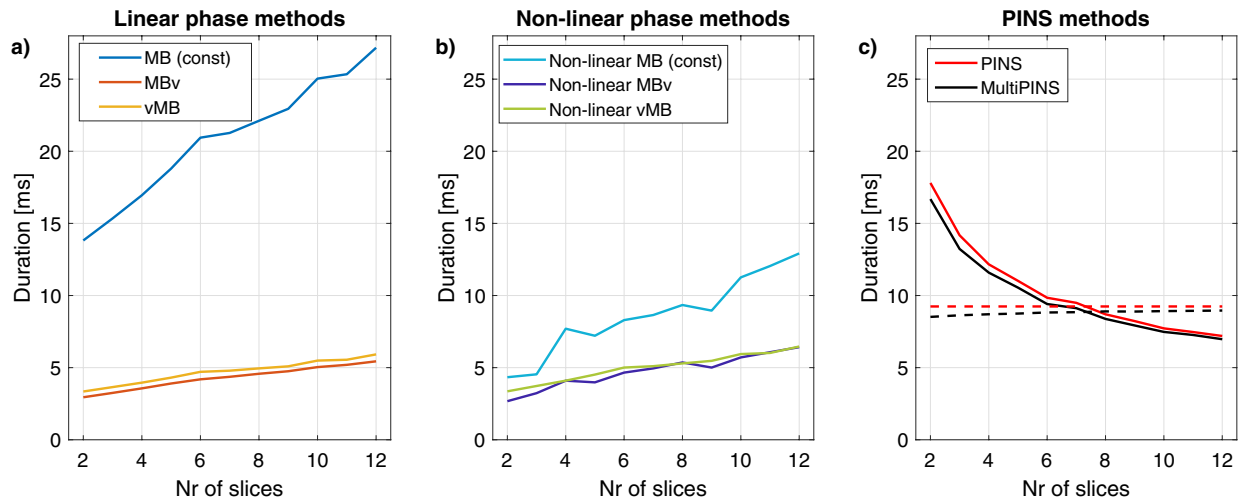 Linear phase methods
a)
MB (const)
MBv
vMB
25
20
15
10
5
0
Duration [ms]
2 4 6 8 10 12
Nr of slices
Non-linear phase methods
b)
Non-linear MB (const)
Non-linear MBv
Non-linear vMB
25
20
15
10
5
0
Duration [ms]
2 4 6 8 10 12
Nr of slices
PINS methods
c)
PINS
MultiPINS
25
20
15
10
5
0
Duration [ms]
2 4 6 8 10 12
Nr of slices